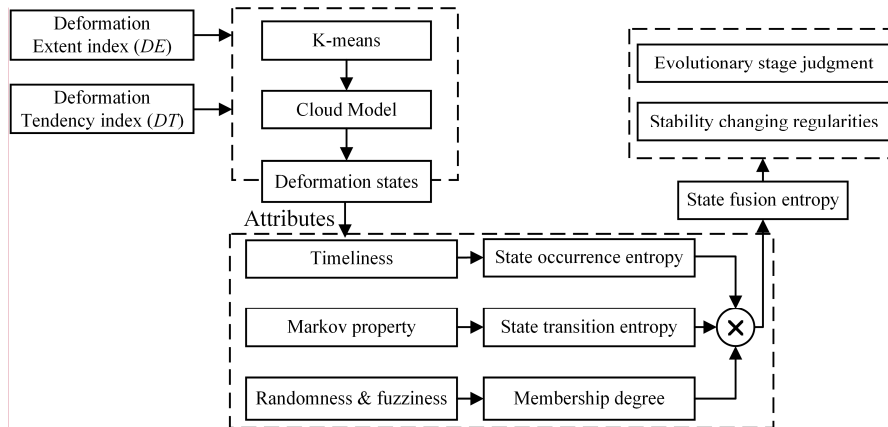 Deformation
Extent index (DE)
Deformation
Tendency index (DT)
K-means
Cloud Model
Deformation states
Attributes
Timeliness
State occurrence entropy
Markov property
State transition entropy
Randomness & fuzziness
Membership degree
State fusion entropy
Evolutionary stage judgment
Stability changing regularities